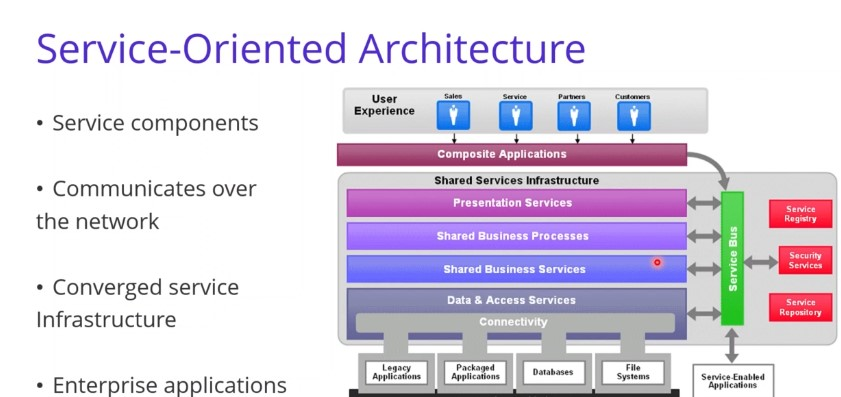 Service-Oriented Architecture
• Service components
• Communicates over
the network
• Converged service
Infrastructure
• Enterprise applications
User
Experience
Sales
Service
Partners
Customers
Composite Applications
Shared Services Infrastructure
Presentation Services
Shared Business Processes
Shared Business Services
Data & Access Services
Connectivity
Service Bus
Service
Registry
Security
Services
Service
Repository
Legacy
Applications
Packaged
Applications
Databases
File
Systems
Service-Enabled
Applications